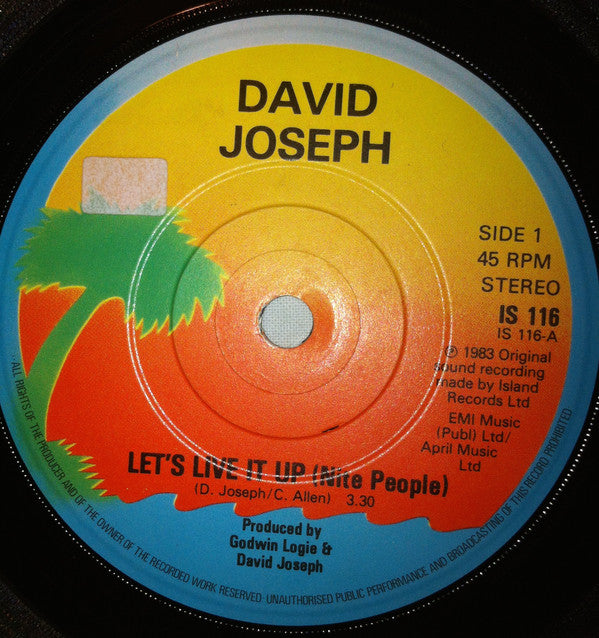 DAVID
JOSEPH
SIDE 1
45 RPM
STEREO
IS 116
IS 116-A
℗ 1983 Original
sound recording
made by Island
Records Ltd
EMI Music
(Publ) Ltd/
April Music
Ltd
LET'S LIVE IT UP (Nite People)
(D. Joseph/C. Allen) 3.30
Produced by
Godwin Logie &
David Joseph
ALL RIGHTS OF THE PRODUCER AND OF THE OWNER OF THE RECORDED WORK RESERVED· UNAUTHORISED PUBLIC PERFORMANCE AND BROADCASTING OF THIS RECORD PROHIBITED